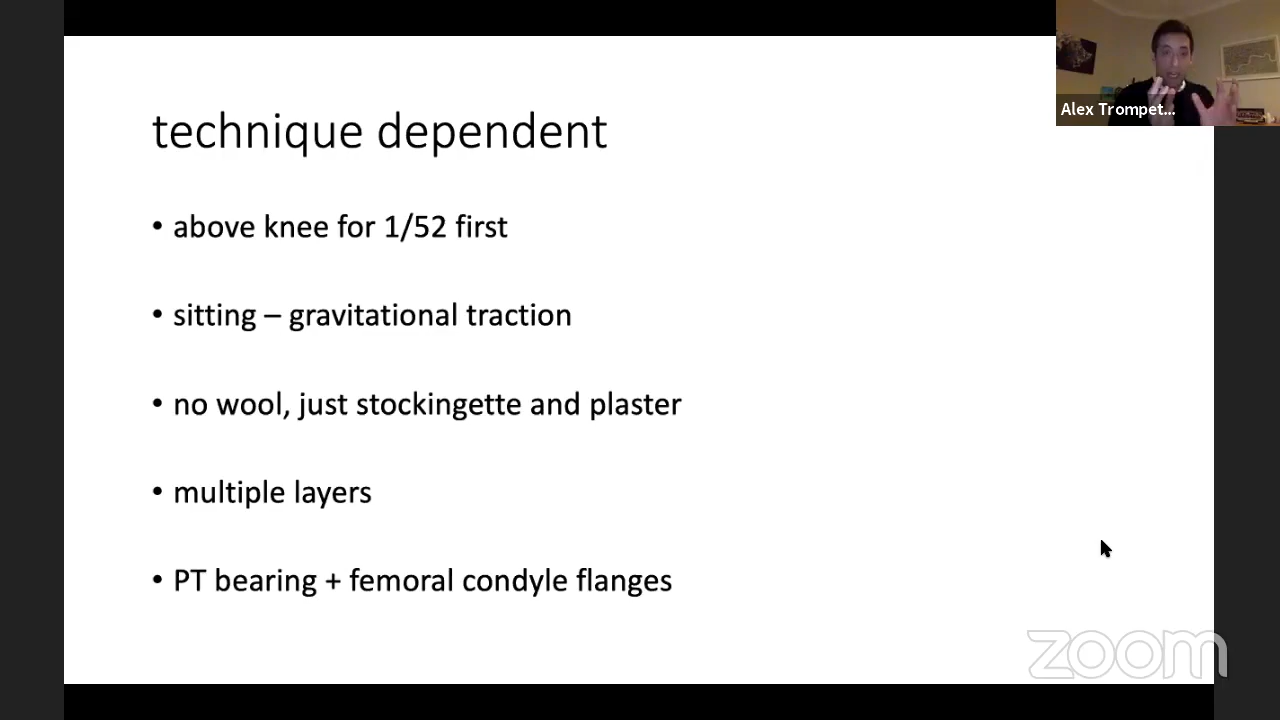 Alex Trompet...
technique dependent
• above knee for 1/52 first
• sitting – gravitational traction
• no wool, just stockingette and plaster
• multiple layers
• PT bearing + femoral condyle flanges
zoom